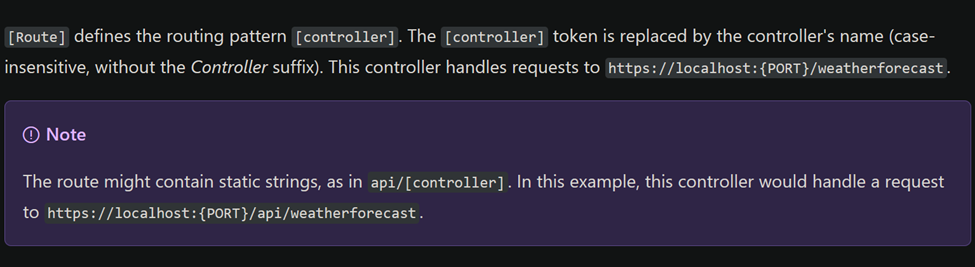 [Route] defines the routing pattern [controller]. The [controller] token is replaced by the controller's name (case-
insensitive, without the Controller suffix). This controller handles requests to https://localhost:{PORT}/weatherforecast.
Note
The route might contain static strings, as in api/[controller]. In this example, this controller would handle a request
to https://localhost:{PORT}/api/weatherforecast.